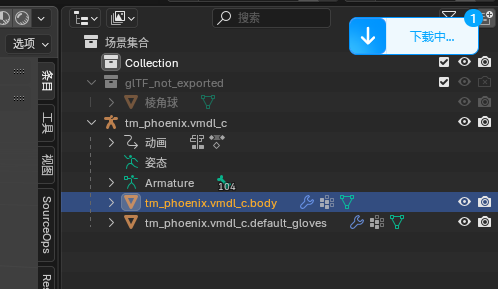 搜索
1
下载中...
选项
场景集合
Collection
glTF_not_exported
棱角球
tm_phoenix.vmdl_c
动画
姿态
Armature
104
tm_phoenix.vmdl_c.body
tm_phoenix.vmdl_c.default_gloves
条目
工具
视图
SourceOps